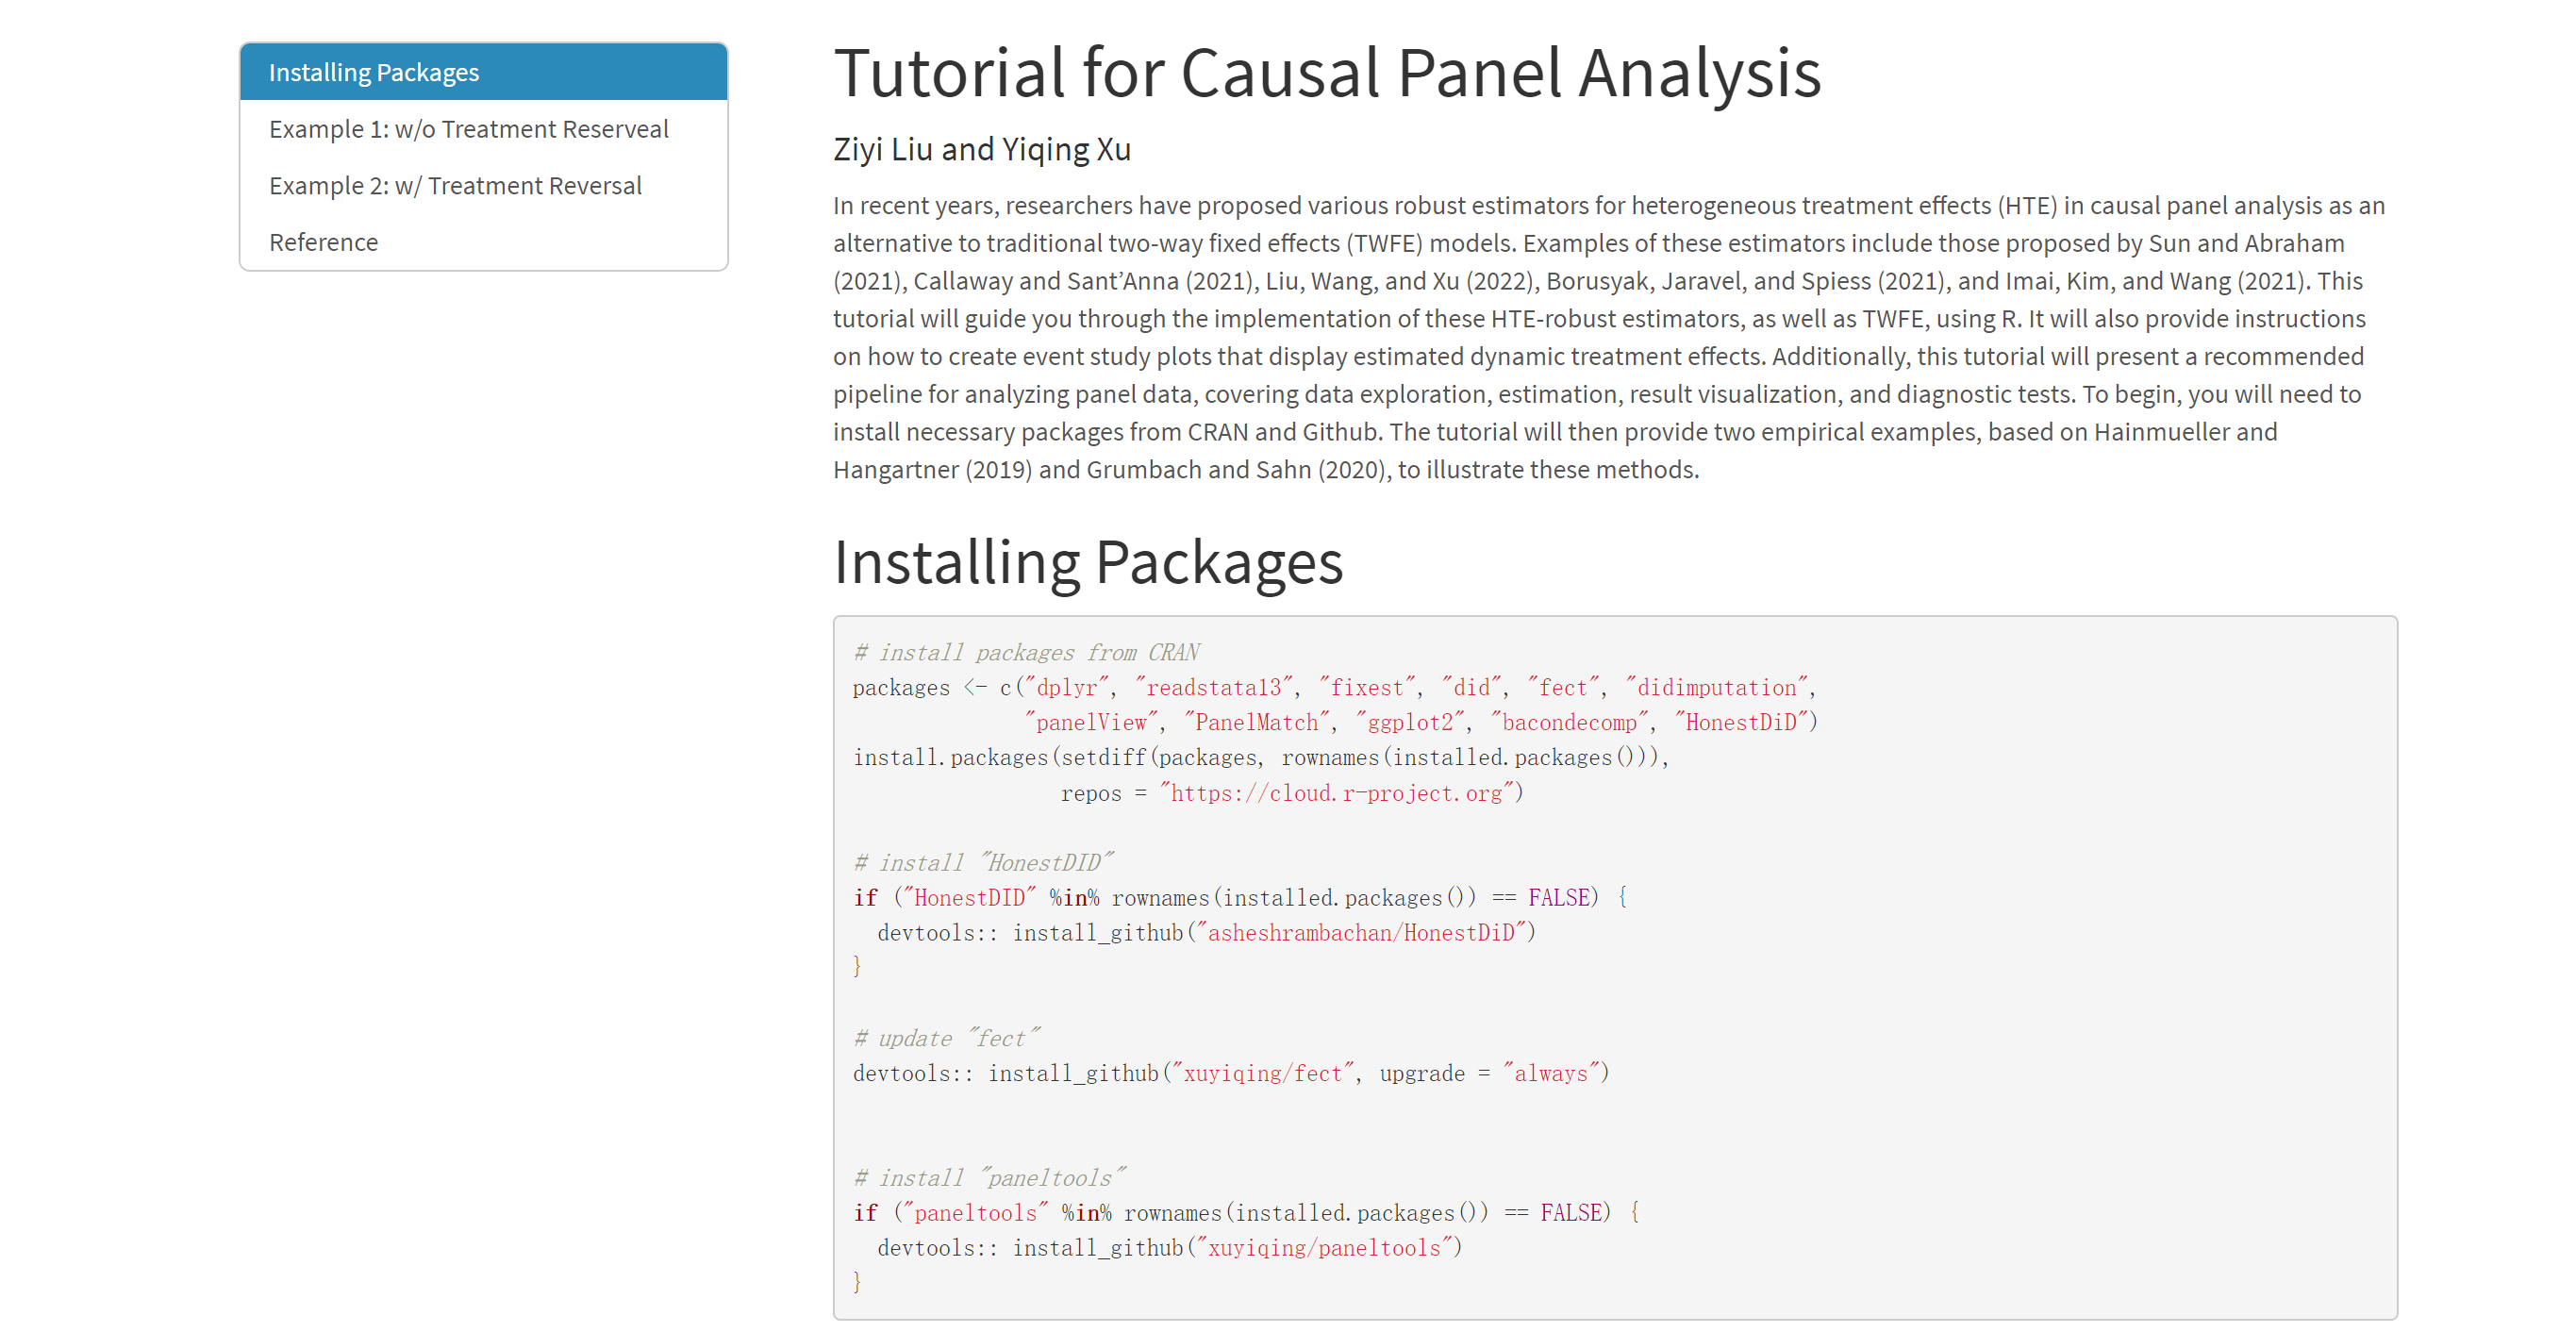 Installing Packages
Example 1: w/o Treatment Reserveal
Example 2: w/ Treatment Reversal
Reference
Tutorial for Causal Panel Analysis
Ziyi Liu and Yiqing Xu
In recent years, researchers have proposed various robust estimators for heterogeneous treatment effects (HTE) in causal panel analysis as an
alternative to traditional two-way fixed effects (TWFE) models. Examples of these estimators include those proposed by Sun and Abraham
(2021), Callaway and Sant’Anna (2021), Liu, Wang, and Xu (2022), Borusyak, Jaravel, and Spiess (2021), and Imai, Kim, and Wang (2021). This
tutorial will guide you through the implementation of these HTE-robust estimators, as well as TWFE, using R. It will also provide instructions
on how to create event study plots that display estimated dynamic treatment effects. Additionally, this tutorial will present a recommended
pipeline for analyzing panel data, covering data exploration, estimation, result visualization, and diagnostic tests. To begin, you will need to
install necessary packages from CRAN and Github. The tutorial will then provide two empirical examples, based on Hainmueller and
Hangartner (2019) and Grumbach and Sahn (2020), to illustrate these methods.
Installing Packages
# install packages from CRAN
packages <- c("dplyr", "readstata13", "fixest", "did", "fect", "didimputation",
"panelView", "PanelMatch", "ggplot2", "bacondecomp", "HonestDiD")
install.packages(setdiff(packages, rownames(installed.packages())),
repos = "https://cloud.r-project.org")
# install "HonestDID"
if ("HonestDID" %in% rownames(installed.packages()) == FALSE) {
devtools:: install_github("asheshrambachan/HonestDiD")
}
# update "fect"
devtools:: install_github("xuyiqing/fect", upgrade = "always")
# install "paneltools"
if ("paneltools" %in% rownames(installed.packages()) == FALSE) {
devtools:: install_github("xuyiqing/paneltools")
}